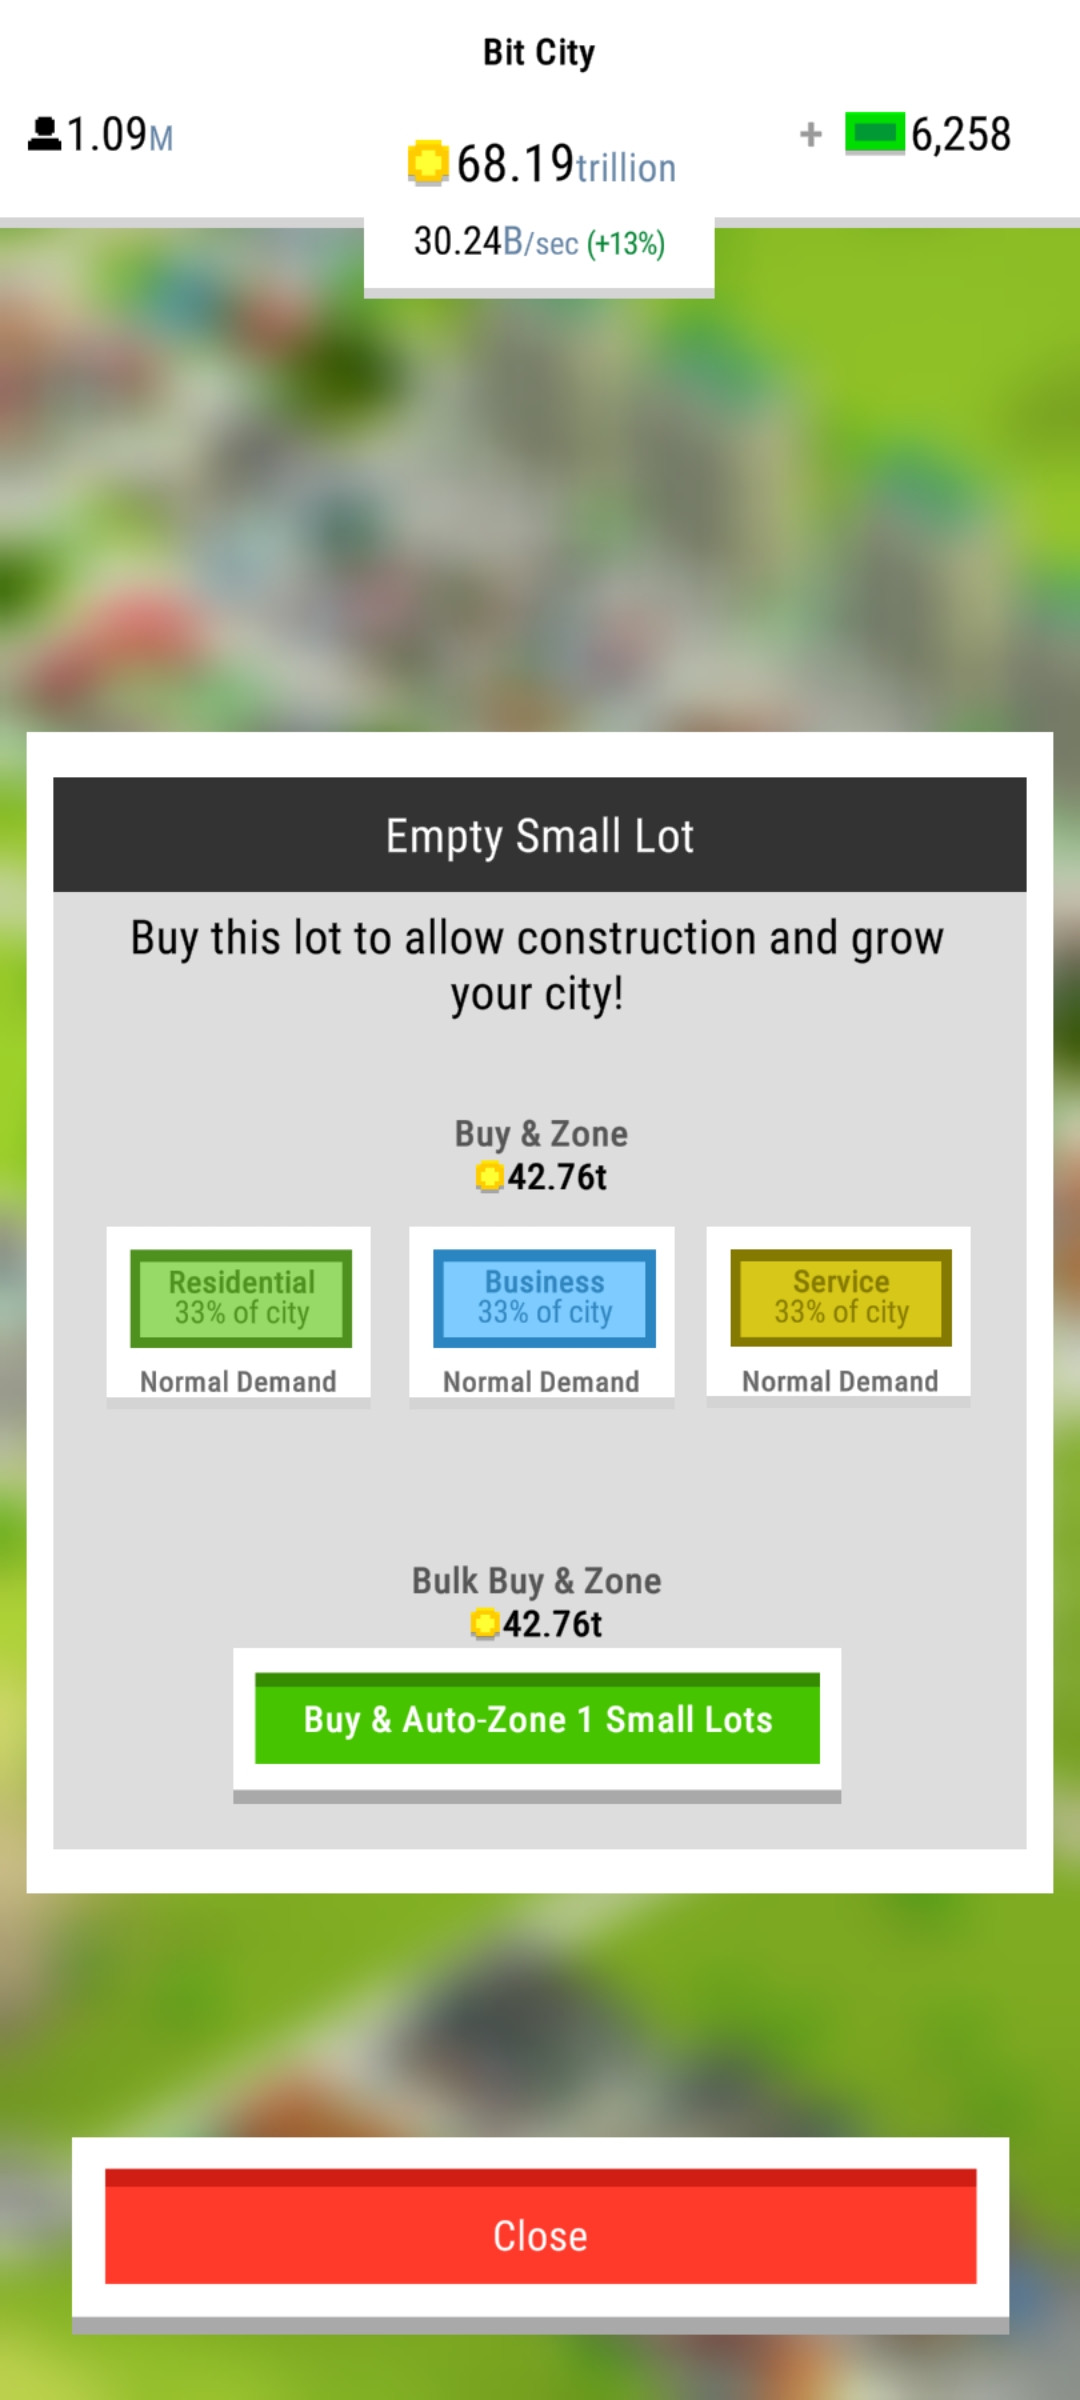 Bit City
1.09M
68.19trillion
+ 6,258
30.24B/sec (+13%)
Empty Small Lot
Buy this lot to allow construction and grow
your city!
Buy & Zone
42.76t
Residential
33% of city
Normal Demand
Business
33% of city
Normal Demand
Service
33% of city
Normal Demand
Bulk Buy & Zone
42.76t
Buy & Auto-Zone 1 Small Lots
Close